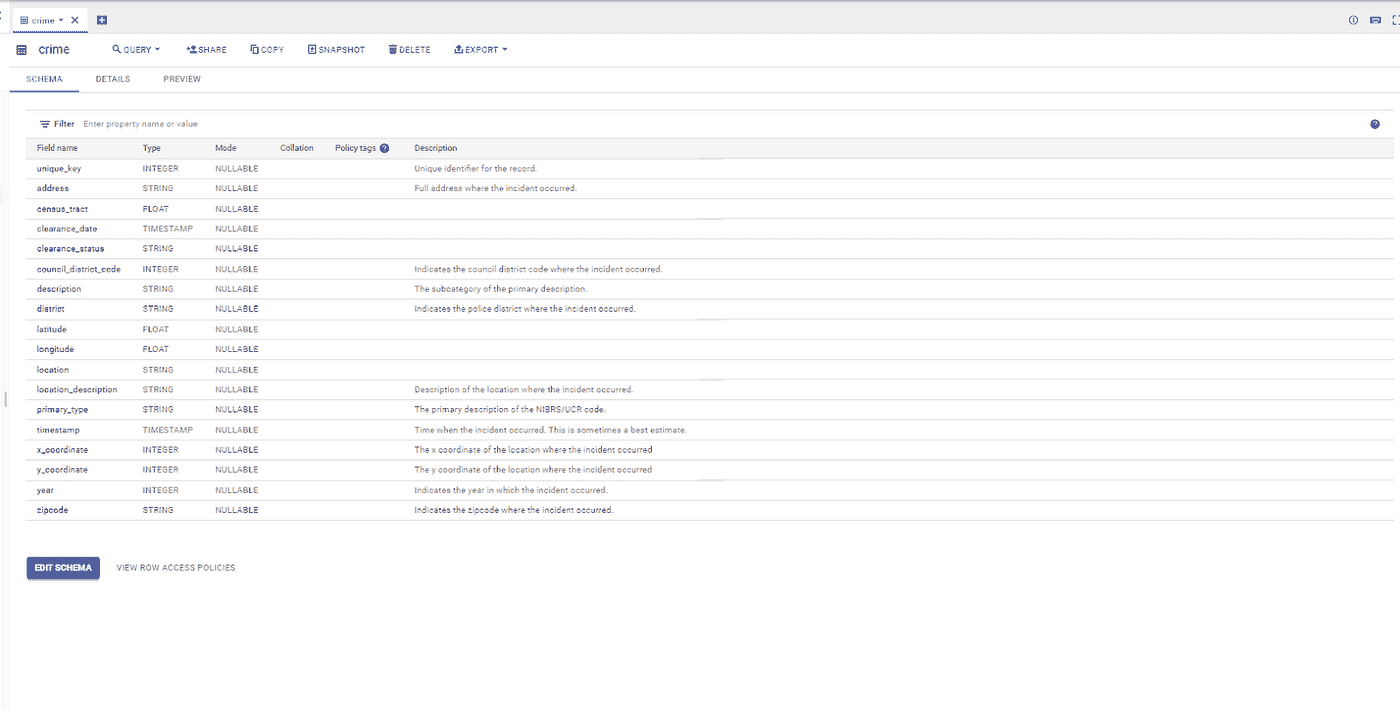 crime
crime QUERY SHARE COPY SNAPSHOT DELETE EXPORT
SCHEMA DETAILS PREVIEW
Filter Enter property name or value
Field name Type Mode Collation Policy tags Description
unique_key INTEGER NULLABLE Unique identifier for the record.
address STRING NULLABLE Full address where the incident occurred.
census_tract FLOAT NULLABLE
clearance_date TIMESTAMP NULLABLE
clearance_status STRING NULLABLE
council_district_code INTEGER NULLABLE Indicates the council district code where the incident occurred.
description STRING NULLABLE The subcategory of the primary description.
district STRING NULLABLE Indicates the police district where the incident occurred.
latitude FLOAT NULLABLE
longitude FLOAT NULLABLE
location STRING NULLABLE
location_description STRING NULLABLE Description of the location where the incident occurred.
primary_type STRING NULLABLE The primary description of the NIBRS/UCR code.
timestamp TIMESTAMP NULLABLE Time when the incident occurred. This is sometimes a best estimate.
x_coordinate INTEGER NULLABLE The x coordinate of the location where the incident occurred
y_coordinate INTEGER NULLABLE The y coordinate of the location where the incident occurred
year INTEGER NULLABLE Indicates the year in which the incident occurred.
zipcode STRING NULLABLE Indicates the zipcode where the incident occurred.
EDIT SCHEMA VIEW ROW ACCESS POLICIES